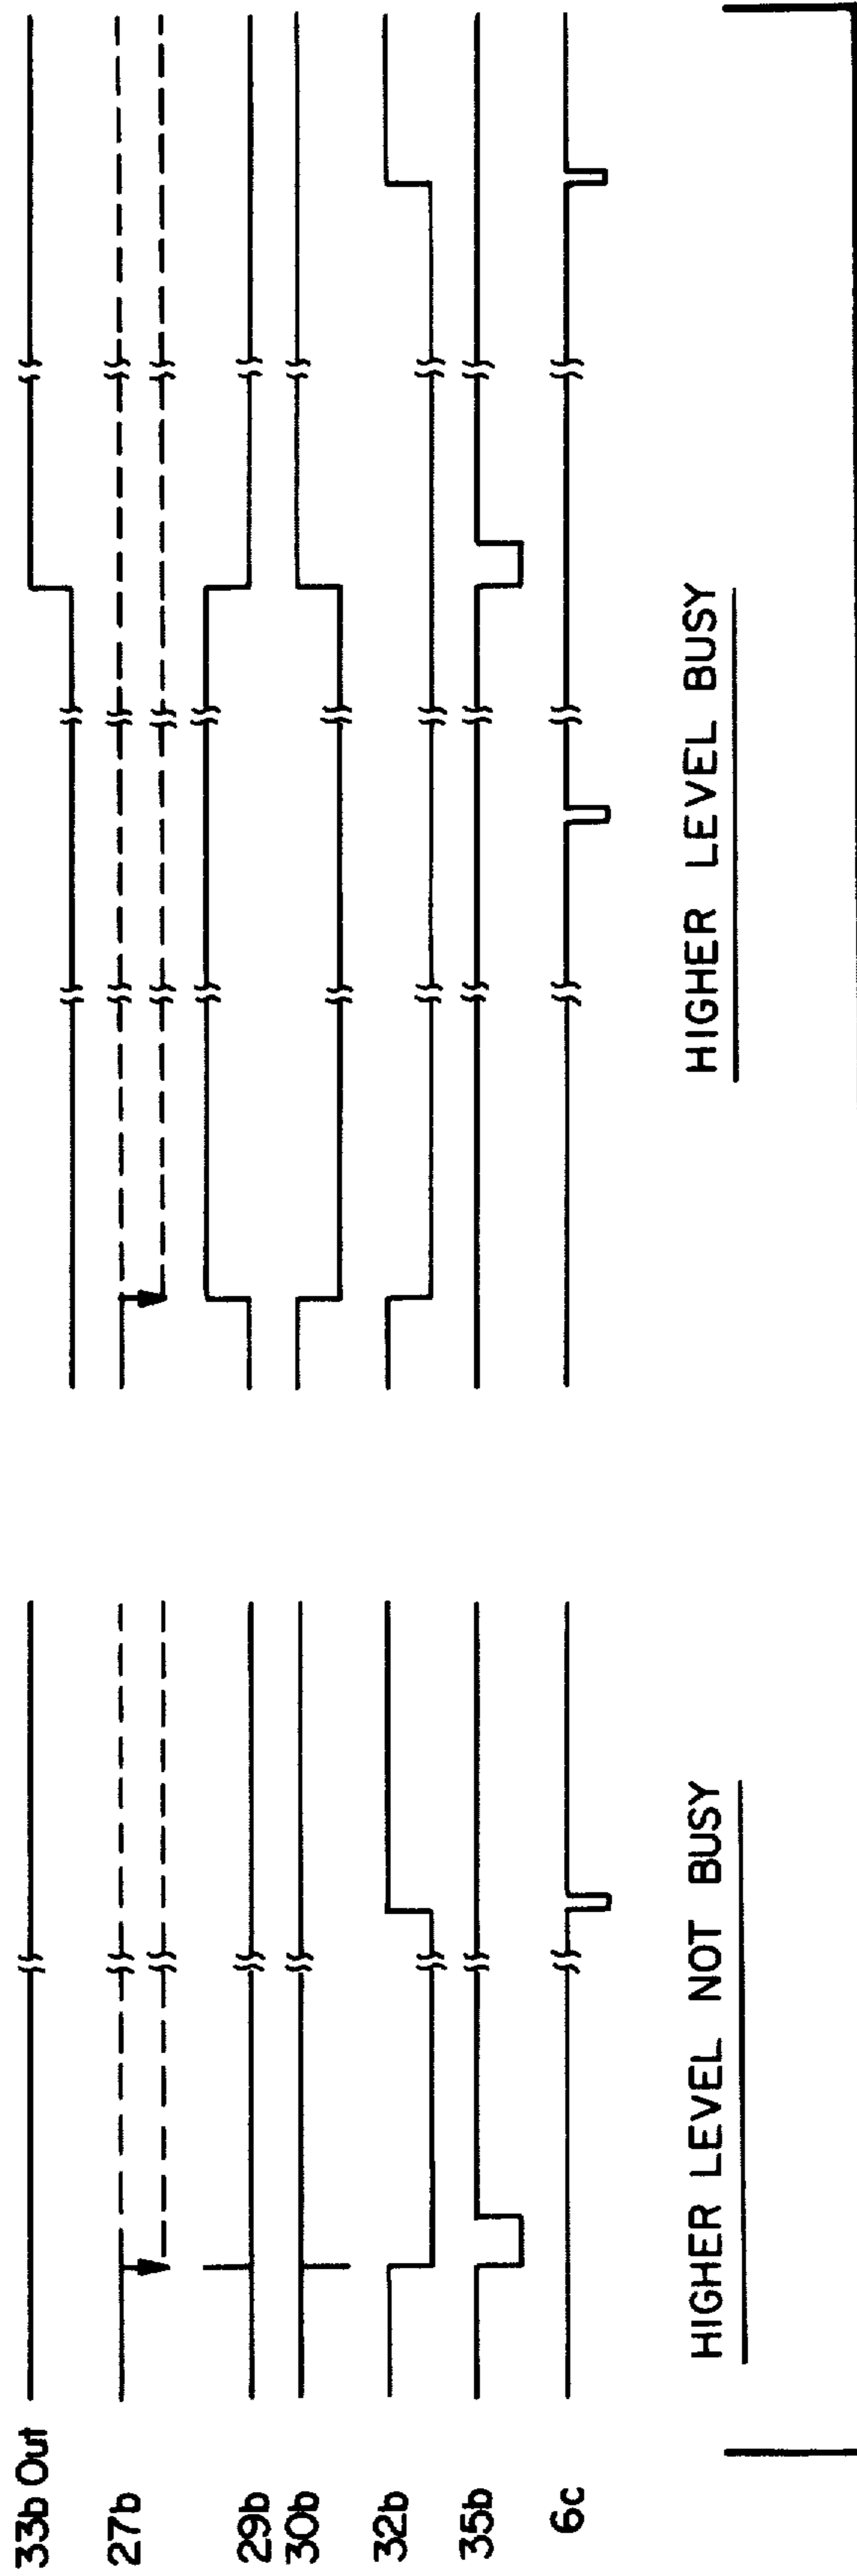 33b Out
27b
29b
30b
32b
35b
6c
HIGHER LEVEL NOT BUSY
HIGHER LEVEL BUSY